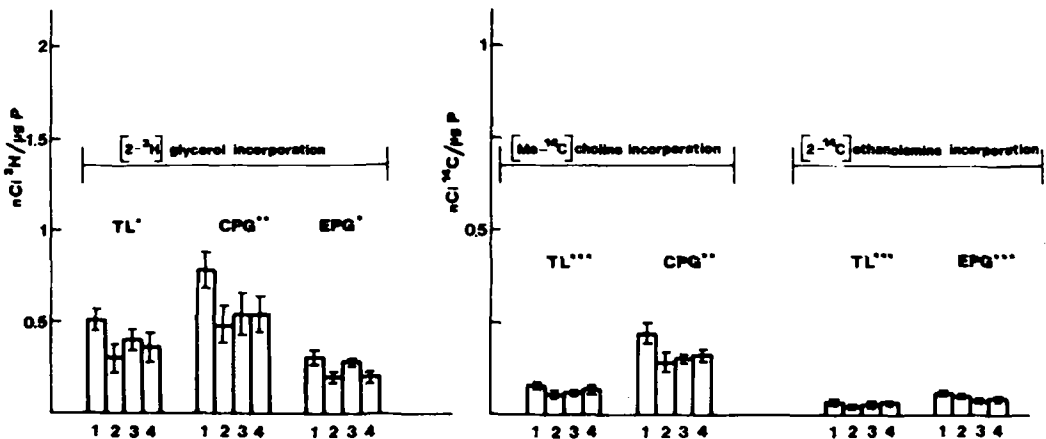 nCi ³H/µg P
2
1.5
1
0.5
[2-³H] glycerol incorporation
TL* CPG** EPG*
1 2 3 4 1 2 3 4 1 2 3 4
nCi ¹⁴C/µg P
1
0.5
[Me-¹⁴C] choline incorporation
TL*** CPG**
1 2 3 4 1 2 3 4
[2-¹⁴C] ethanolamine incorporation
TL*** EPG***
1 2 3 4 1 2 3 4